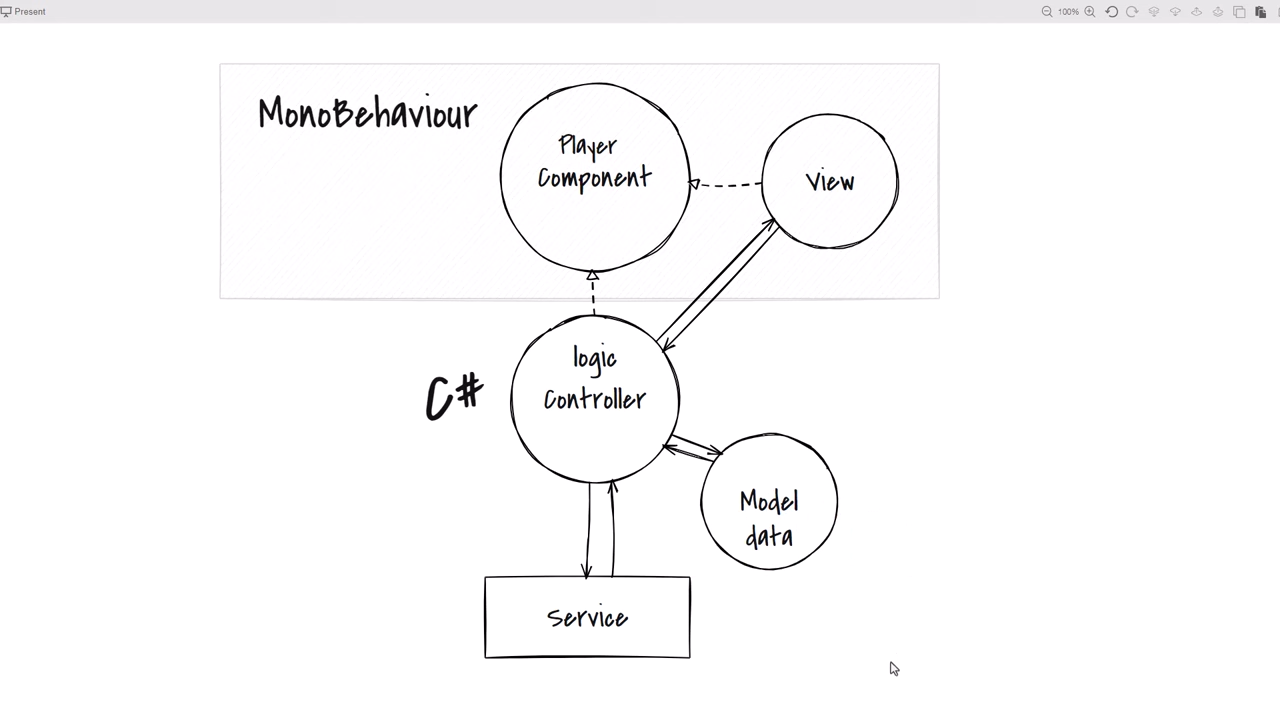 Present
100%
MonoBehaviour
Player
Component
View
logic
Controller
C#
Model
data
Service